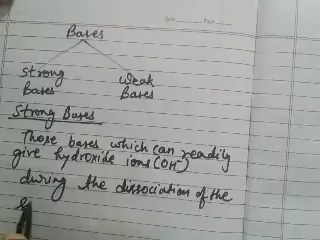 Bases
Strong Weak
Bases Bases
Strong Bases
Those bases which can readily
give hydroxide ions (OH⁻)
during the dissociation of the